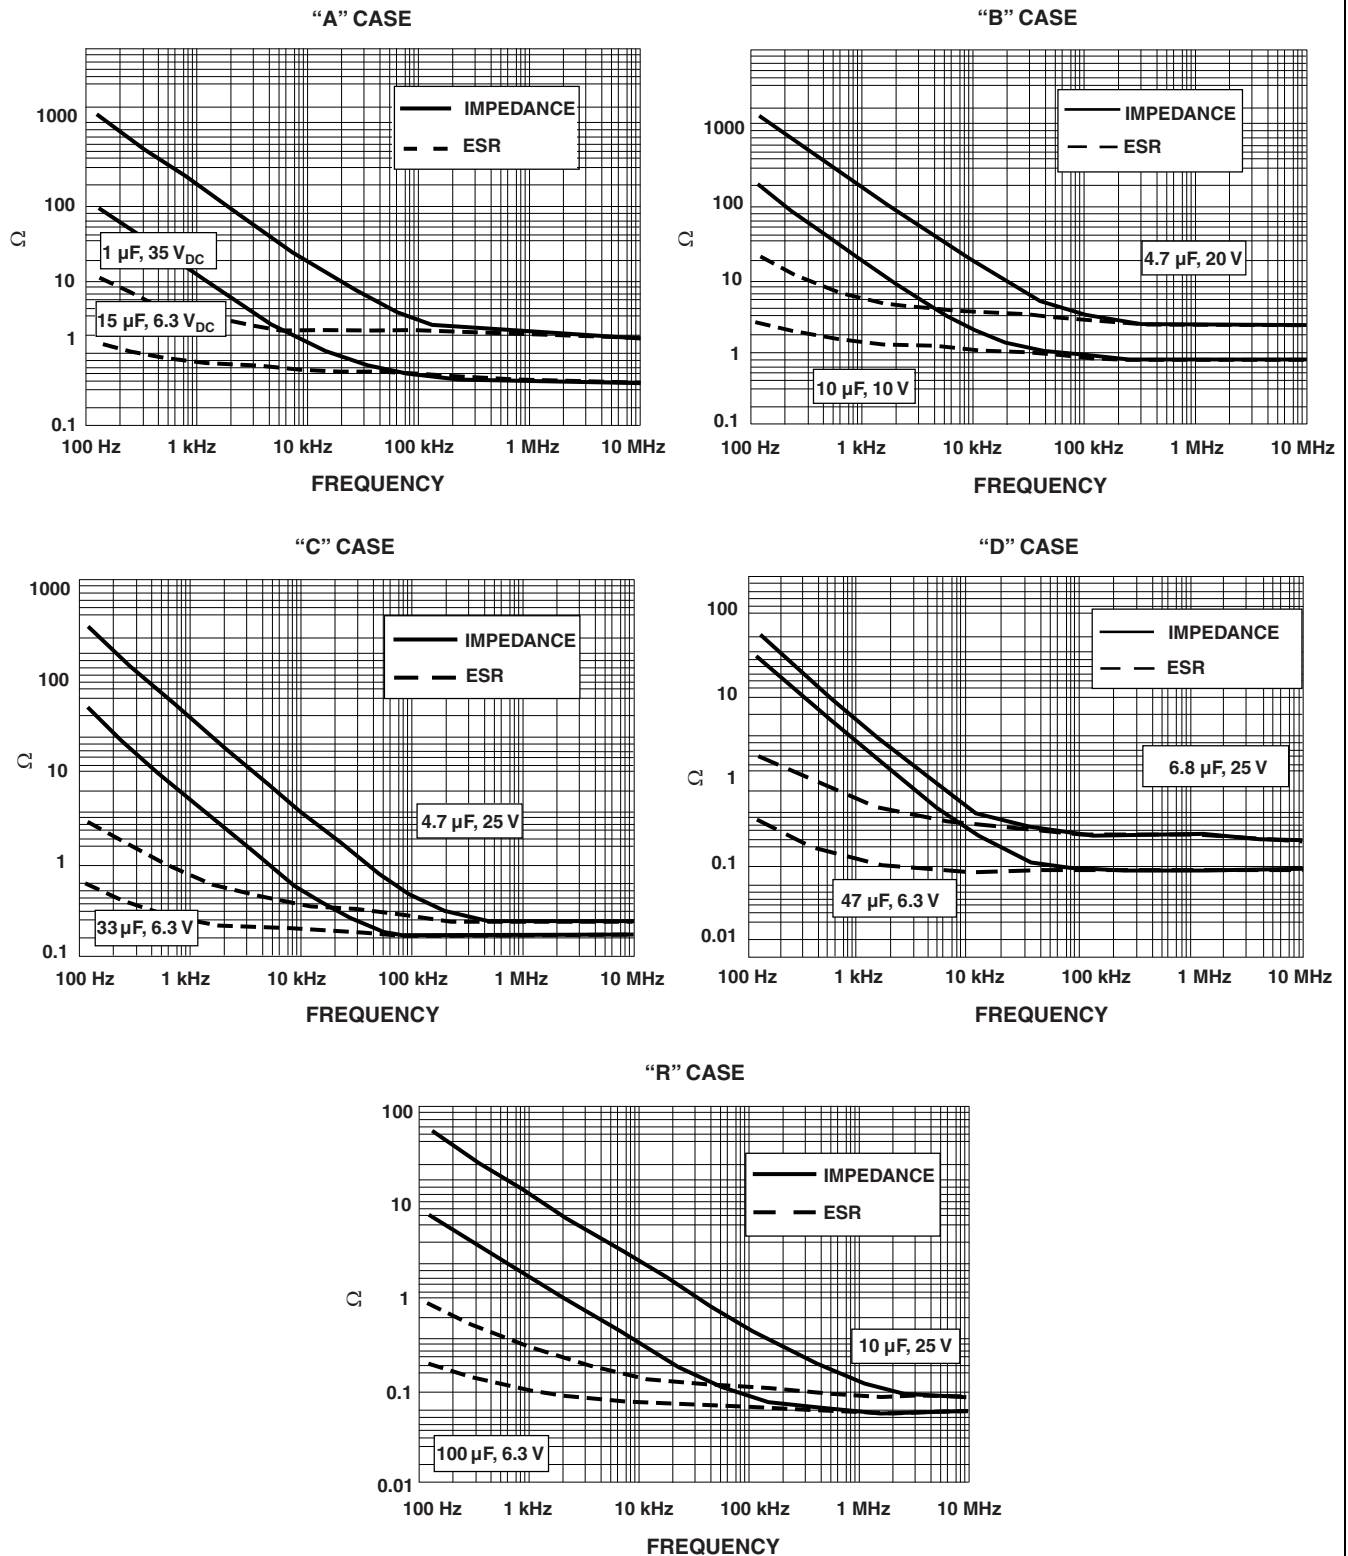 “A” CASE
1000
100
10
1
0.1
Ω
IMPEDANCE
ESR
1 µF, 35 VDC
15 µF, 6.3 VDC
100 Hz 1 kHz 10 kHz 100 kHz 1 MHz 10 MHz
FREQUENCY
“B” CASE
1000
100
10
1
0.1
Ω
IMPEDANCE
ESR
4.7 µF, 20 V
10 µF, 10 V
100 Hz 1 kHz 10 kHz 100 kHz 1 MHz 10 MHz
FREQUENCY
“C” CASE
1000
100
10
1
0.1
Ω
IMPEDANCE
ESR
4.7 µF, 25 V
33 µF, 6.3 V
100 Hz 1 kHz 10 kHz 100 kHz 1 MHz 10 MHz
FREQUENCY
“D” CASE
100
10
1
0.1
0.01
Ω
IMPEDANCE
ESR
6.8 µF, 25 V
47 µF, 6.3 V
100 Hz 1 kHz 10 kHz 100 kHz 1 MHz 10 MHz
FREQUENCY
“R” CASE
100
10
1
0.1
0.01
Ω
IMPEDANCE
ESR
10 µF, 25 V
100 µF, 6.3 V
100 Hz 1 kHz 10 kHz 100 kHz 1 MHz 10 MHz
FREQUENCY